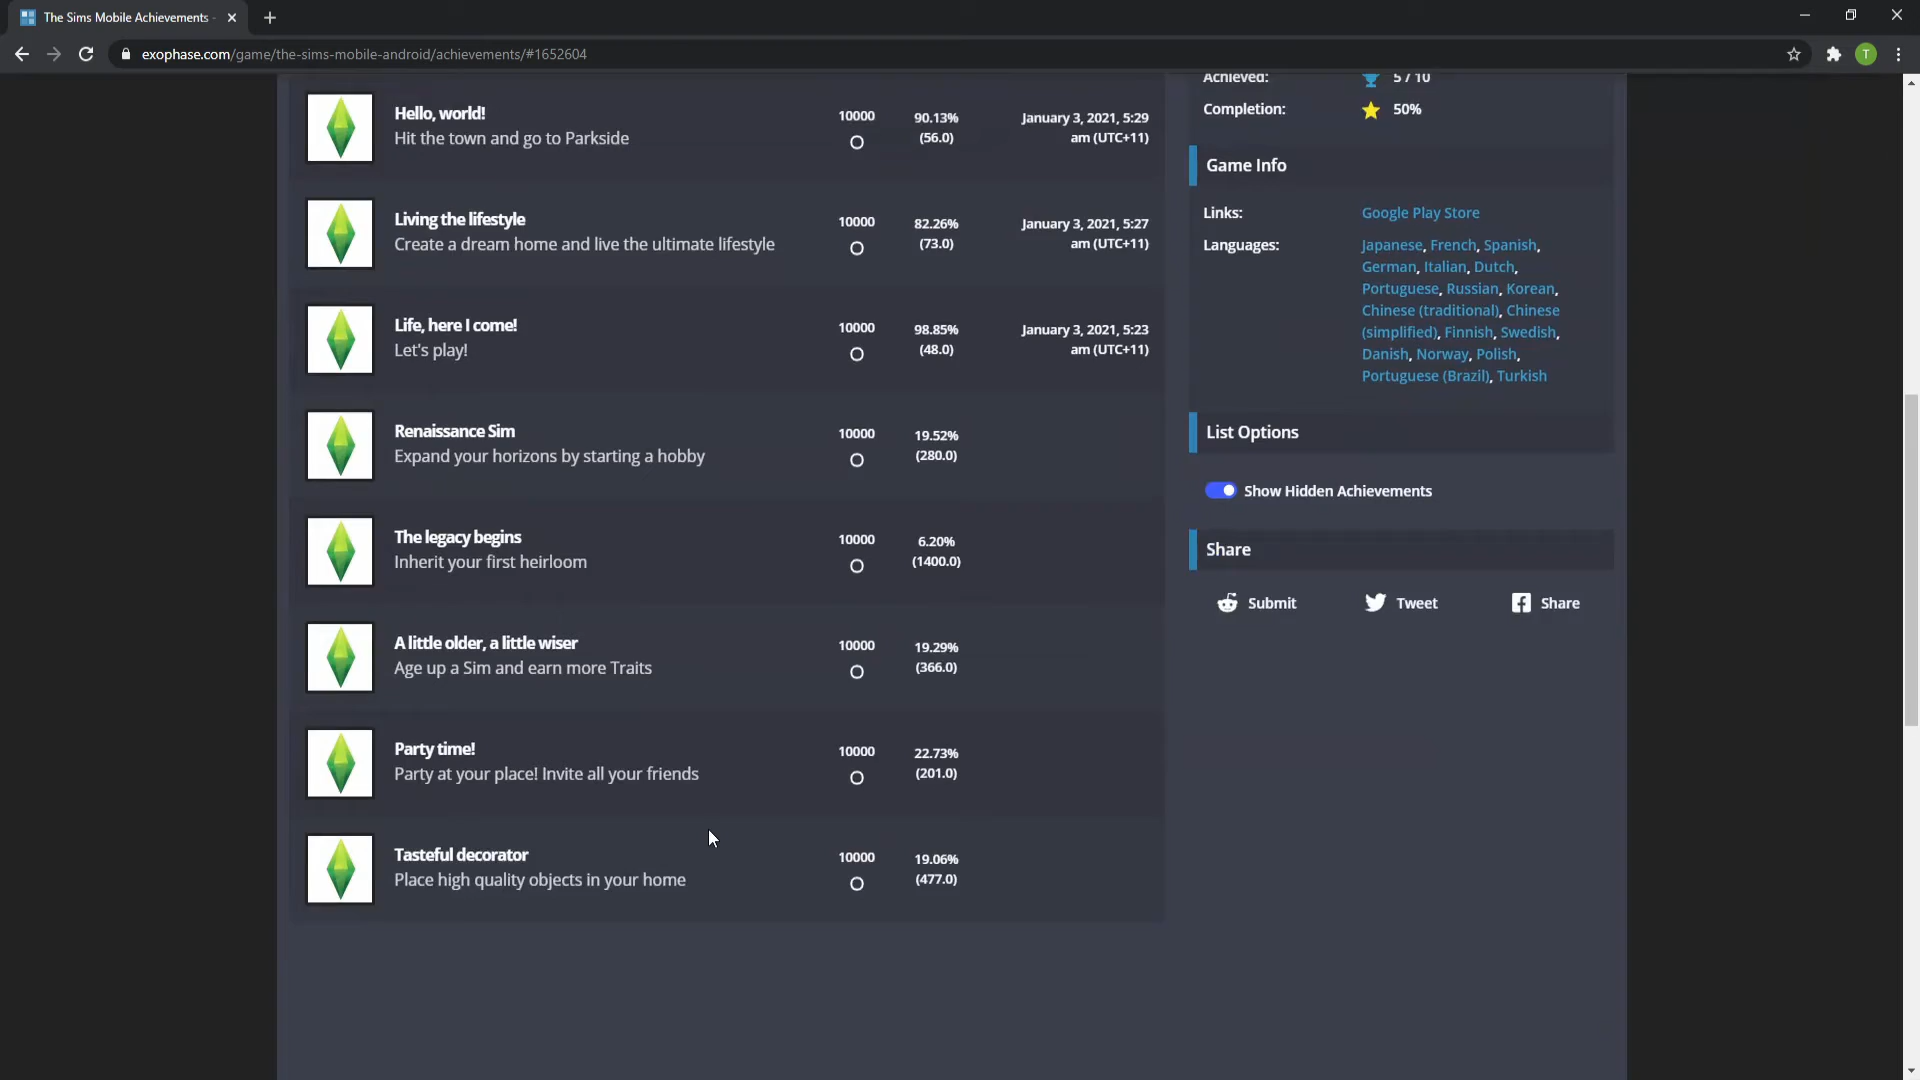 The Sims Mobile Achievements -
exophase.com/game/the-sims-mobile-android/achievements/#1652604
T
Hello, world!
Hit the town and go to Parkside
10000
90.13%
(56.0)
January 3, 2021, 5:29
am (UTC+11)
Living the lifestyle
Create a dream home and live the ultimate lifestyle
10000
82.26%
(73.0)
January 3, 2021, 5:27
am (UTC+11)
Life, here I come!
Let's play!
10000
98.85%
(48.0)
January 3, 2021, 5:23
am (UTC+11)
Renaissance Sim
Expand your horizons by starting a hobby
10000
19.52%
(280.0)
The legacy begins
Inherit your first heirloom
10000
6.20%
(1400.0)
A little older, a little wiser
Age up a Sim and earn more Traits
10000
19.29%
(366.0)
Party time!
Party at your place! Invite all your friends
10000
22.73%
(201.0)
Tasteful decorator
Place high quality objects in your home
10000
19.06%
(477.0)
Achieved: 5 / 10
Completion: 50%
Game Info
Links: Google Play Store
Languages: Japanese, French, Spanish,
German, Italian, Dutch,
Portuguese, Russian, Korean,
Chinese (traditional), Chinese
(simplified), Finnish, Swedish,
Danish, Norway, Polish,
Portuguese (Brazil), Turkish
List Options
Show Hidden Achievements
Share
Submit Tweet Share